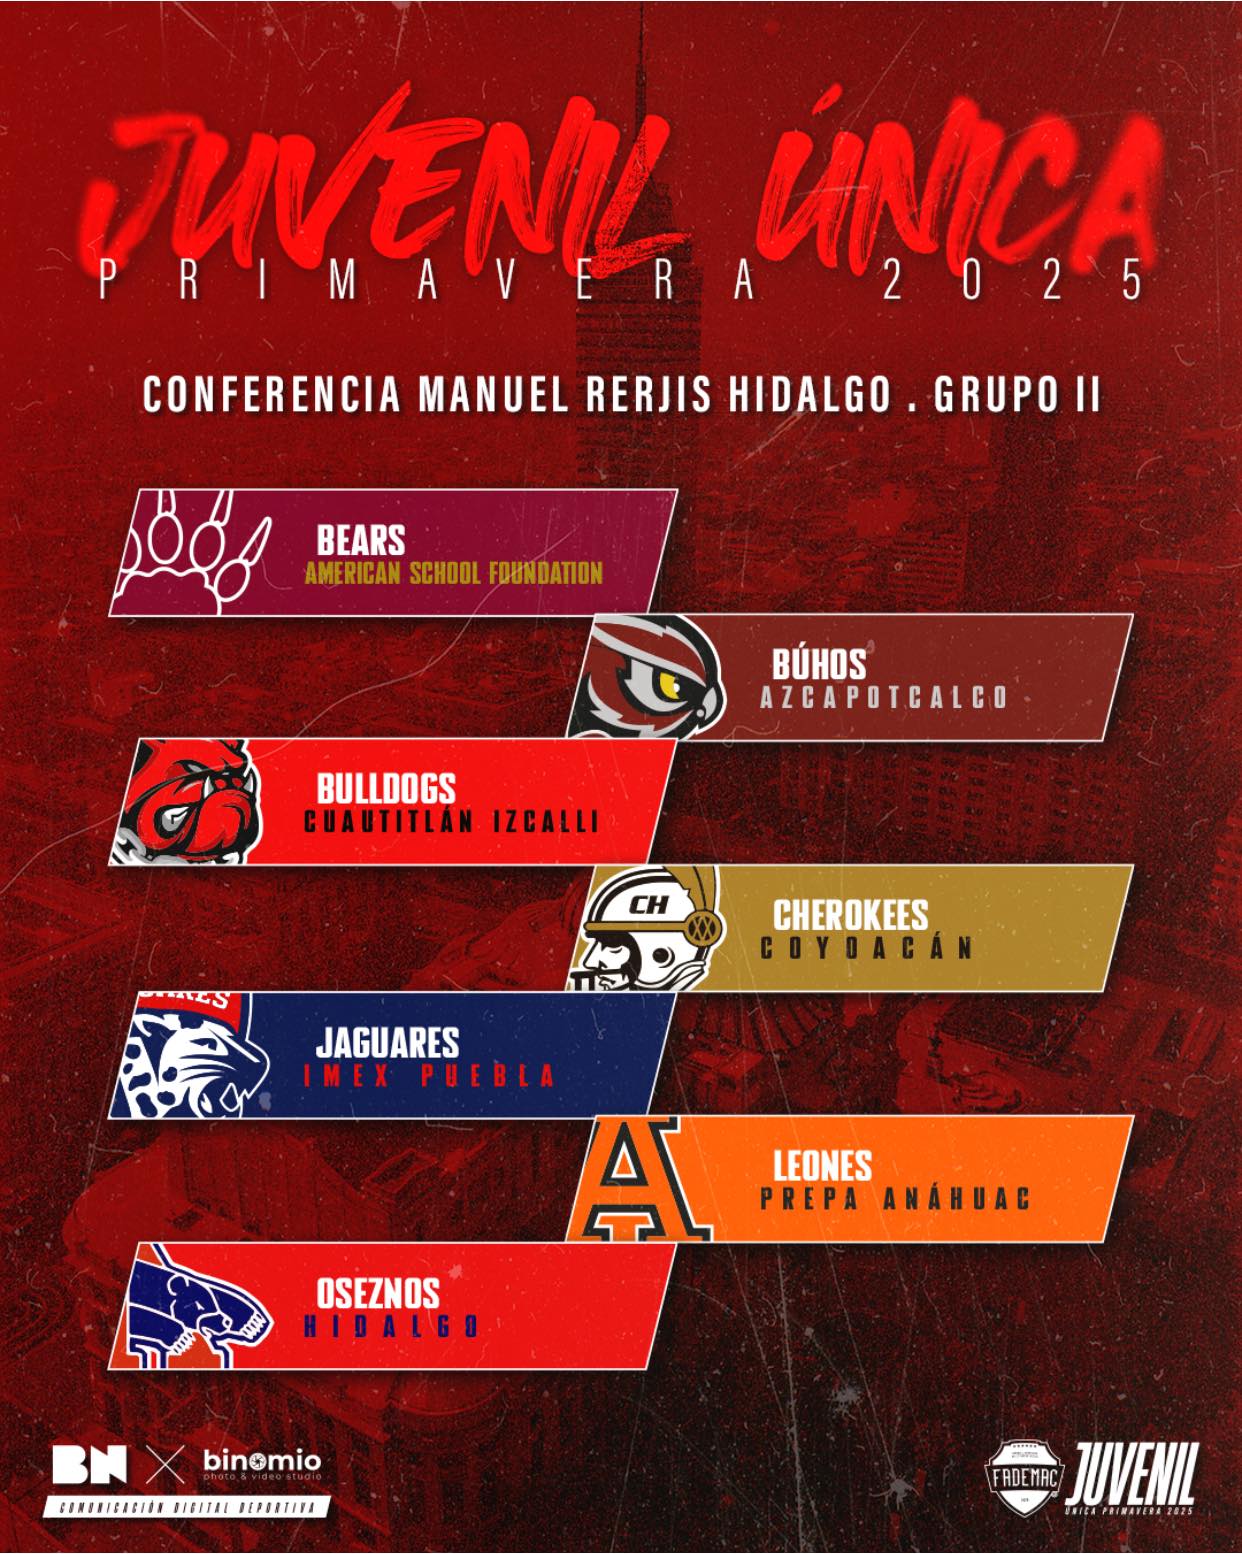 JUVENIL ÚNICA
PRIMAVERA 2025
CONFERENCIA MANUEL RERJIS HIDALGO . GRUPO II
BEARS
AMERICAN SCHOOL FOUNDATION
BÚHOS
AZCAPOTCALCO
BULLDOGS
CUAUTITLÁN IZCALLI
CH
XX
CHEROKEES
COYOACÁN
JAGUARES
IMEX PUEBLA
A
LEONES
PREPA ANÁHUAC
OSEZNOS
HIDALGO
BN X binomio
photo & video studio
COMUNICACIÓN DIGITAL DEPORTIVA
FADEMAC
JUVENIL
ÚNICA PRIMAVERA 2025